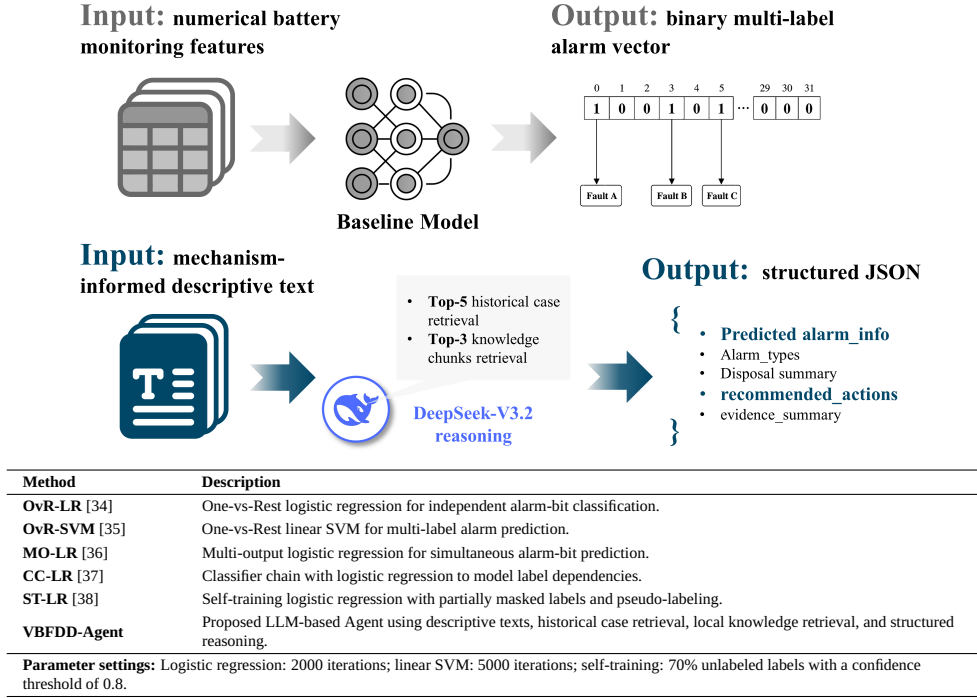 Input: numerical battery
monitoring features
Output: binary multi-label
alarm vector
0 1 2 3 4 5 29 30 31
1 0 0 1 0 1 ... 0 0 0
Fault A Fault B Fault C
Baseline Model
Input: mechanism-
informed descriptive text
• Top-5 historical case
retrieval
• Top-3 knowledge
chunks retrieval
T
DeepSeek-V3.2
reasoning
Output: structured JSON
{
• Predicted alarm_info
• Alarm_types
• Disposal summary
• recommended_actions
• evidence_summary
}
Method Description
OvR-LR [34] One-vs-Rest logistic regression for independent alarm-bit classification.
OvR-SVM [35] One-vs-Rest linear SVM for multi-label alarm prediction.
MO-LR [36] Multi-output logistic regression for simultaneous alarm-bit prediction.
CC-LR [37] Classifier chain with logistic regression to model label dependencies.
ST-LR [38] Self-training logistic regression with partially masked labels and pseudo-labeling.
VBFDD-Agent Proposed LLM-based Agent using descriptive texts, historical case retrieval, local knowledge retrieval, and structured
reasoning.
Parameter settings: Logistic regression: 2000 iterations; linear SVM: 5000 iterations; self-training: 70% unlabeled labels with a confidence
threshold of 0.8.